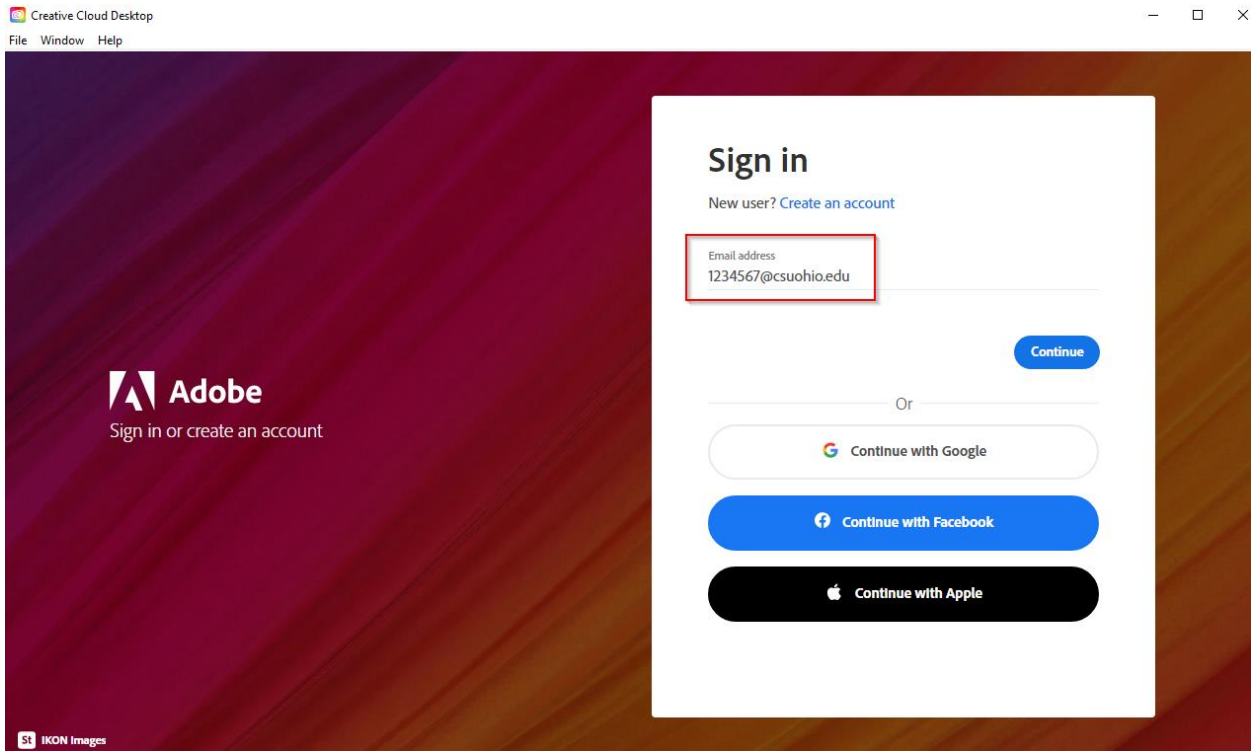 Creative Cloud Desktop
File Window Help
Sign in
New user? Create an account
Email address
1234567@csuohio.edu
Continue
Or
Continue with Google
Continue with Facebook
Continue with Apple
Adobe
Sign in or create an account
St IKON Images